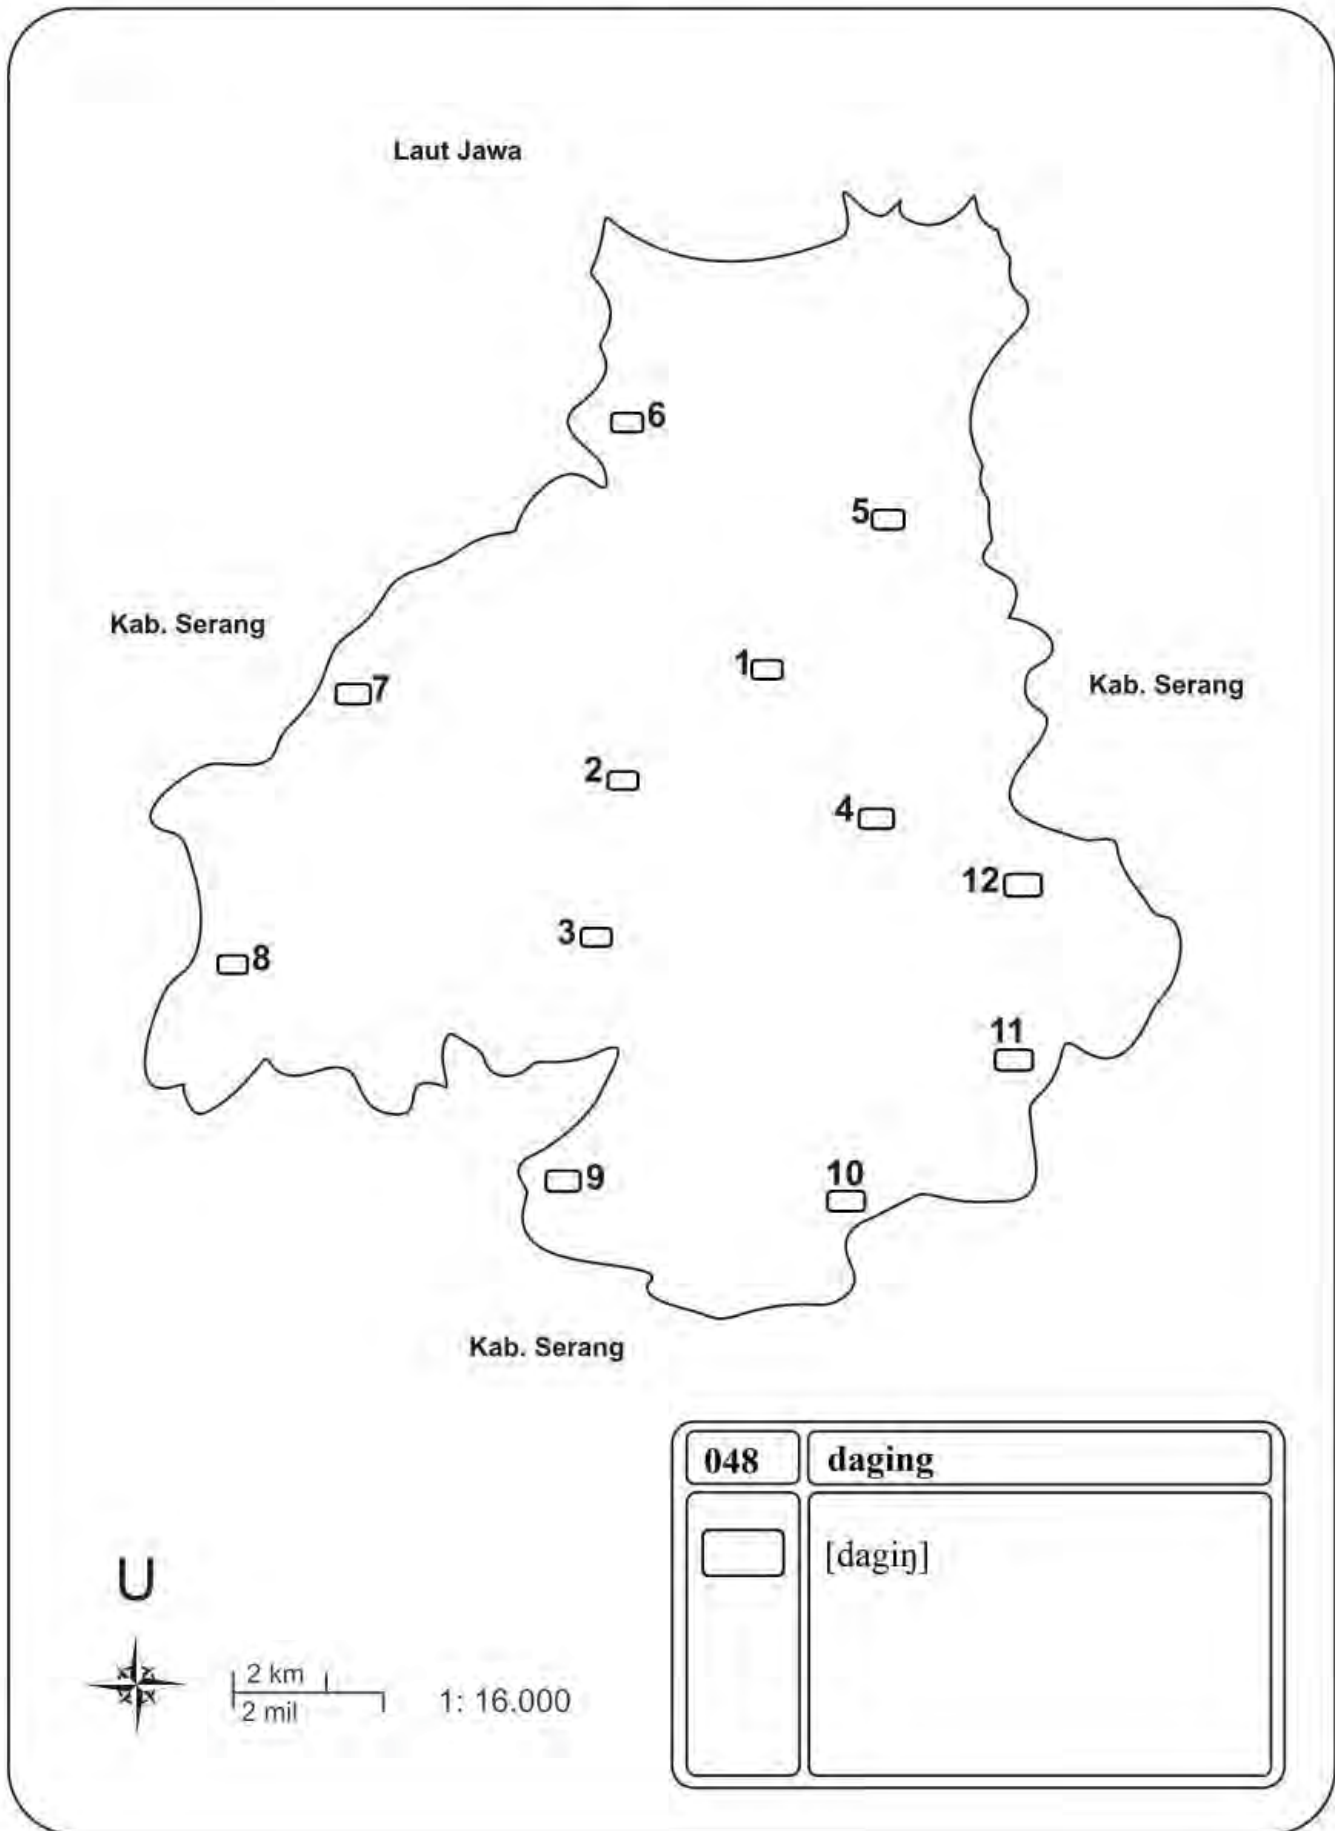 Laut Jawa
6
5
Kab. Serang
1
Kab. Serang
7
2
4
12
3
8
11
9
10
Kab. Serang
048 daging
[dagiŋ]
U
2 km
2 mil
1: 16.000